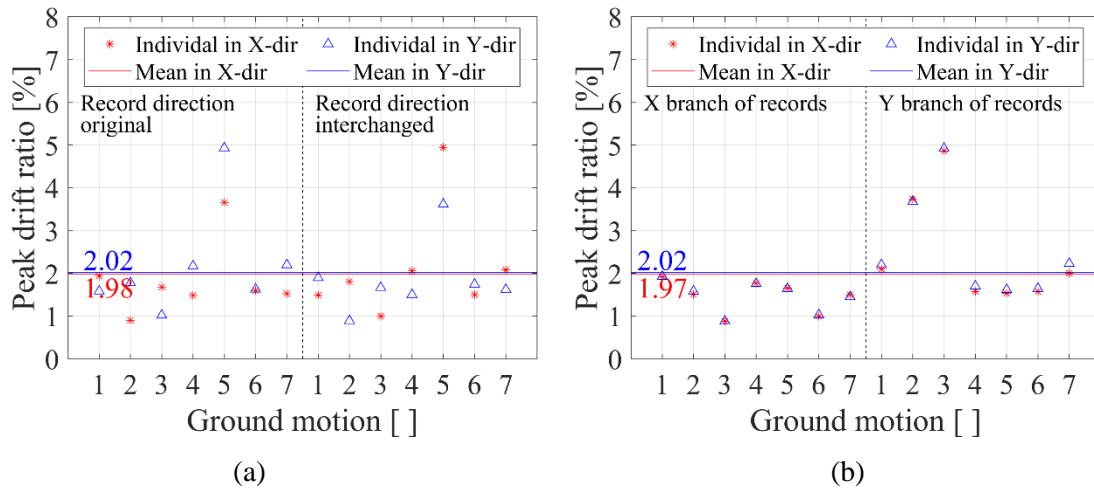 8
7
6
5
4
3
2
1
0
Peak drift ratio [%]
Individal in X-dir Individal in Y-dir
Mean in X-dir Mean in Y-dir
Record direction
original
Record direction
interchanged
2.02
1.98
1 2 3 4 5 6 7 1 2 3 4 5 6 7
Ground motion [ ]
(a)
8
7
6
5
4
3
2
1
0
Peak drift ratio [%]
Individal in X-dir Individal in Y-dir
Mean in X-dir Mean in Y-dir
X branch of records
Y branch of records
2.02
1.97
1 2 3 4 5 6 7 1 2 3 4 5 6 7
Ground motion [ ]
(b)